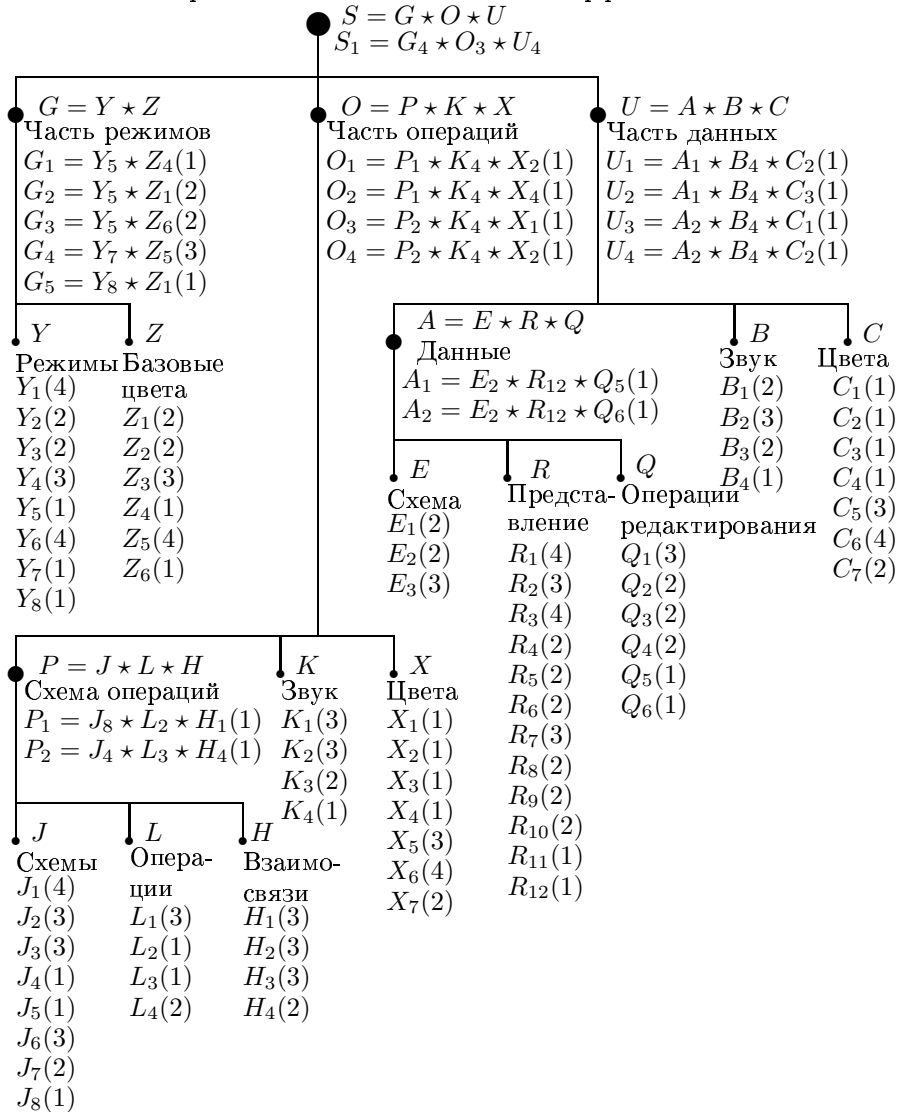 S = G ⋆ O ⋆ U
S₁ = G₄ ⋆ O₃ ⋆ U₄
G = Y ⋆ Z
Часть режимов
G₁ = Y₅ ⋆ Z₄(1)
G₂ = Y₅ ⋆ Z₁(2)
G₃ = Y₅ ⋆ Z₆(2)
G₄ = Y₇ ⋆ Z₅(3)
G₅ = Y₈ ⋆ Z₁(1)
O = P ⋆ K ⋆ X
Часть операций
O₁ = P₁ ⋆ K₄ ⋆ X₂(1)
O₂ = P₁ ⋆ K₄ ⋆ X₄(1)
O₃ = P₂ ⋆ K₄ ⋆ X₁(1)
O₄ = P₂ ⋆ K₄ ⋆ X₂(1)
U = A ⋆ B ⋆ C
Часть данных
U₁ = A₁ ⋆ B₄ ⋆ C₂(1)
U₂ = A₁ ⋆ B₄ ⋆ C₃(1)
U₃ = A₂ ⋆ B₄ ⋆ C₁(1)
U₄ = A₂ ⋆ B₄ ⋆ C₂(1)
Y
Режимы
Y₁(4)
Y₂(2)
Y₃(2)
Y₄(3)
Y₅(1)
Y₆(4)
Y₇(1)
Y₈(1)
Z
Базовые
цвета
Z₁(2)
Z₂(2)
Z₃(3)
Z₄(1)
Z₅(4)
Z₆(1)
A = E ⋆ R ⋆ Q
Данные
A₁ = E₂ ⋆ R₁₂ ⋆ Q₅(1)
A₂ = E₂ ⋆ R₁₂ ⋆ Q₆(1)
B
Звук
B₁(2)
B₂(3)
B₃(2)
B₄(1)
C
Цвета
C₁(1)
C₂(1)
C₃(1)
C₄(1)
C₅(3)
C₆(4)
C₇(2)
E
Схема
E₁(2)
E₂(2)
E₃(3)
R
Предста-
вление
R₁(4)
R₂(3)
R₃(4)
R₄(2)
R₅(2)
R₆(2)
R₇(3)
R₈(2)
R₉(2)
R₁₀(2)
R₁₁(1)
R₁₂(1)
Q
Операции
редактирования
Q₁(3)
Q₂(2)
Q₃(2)
Q₄(2)
Q₅(1)
Q₆(1)
P = J ⋆ L ⋆ H
Схема операций
P₁ = J₈ ⋆ L₂ ⋆ H₁(1)
P₂ = J₄ ⋆ L₃ ⋆ H₄(1)
K
Звук
K₁(3)
K₂(3)
K₃(2)
K₄(1)
X
Цвета
X₁(1)
X₂(1)
X₃(1)
X₄(1)
X₅(3)
X₆(4)
X₇(2)
J
Схемы
J₁(4)
J₂(3)
J₃(3)
J₄(1)
J₅(1)
J₆(3)
J₇(2)
J₈(1)
L
Опера-
ции
L₁(3)
L₂(1)
L₃(1)
L₄(2)
H
Взаимо-
связи
H₁(3)
H₂(3)
H₃(3)
H₄(2)